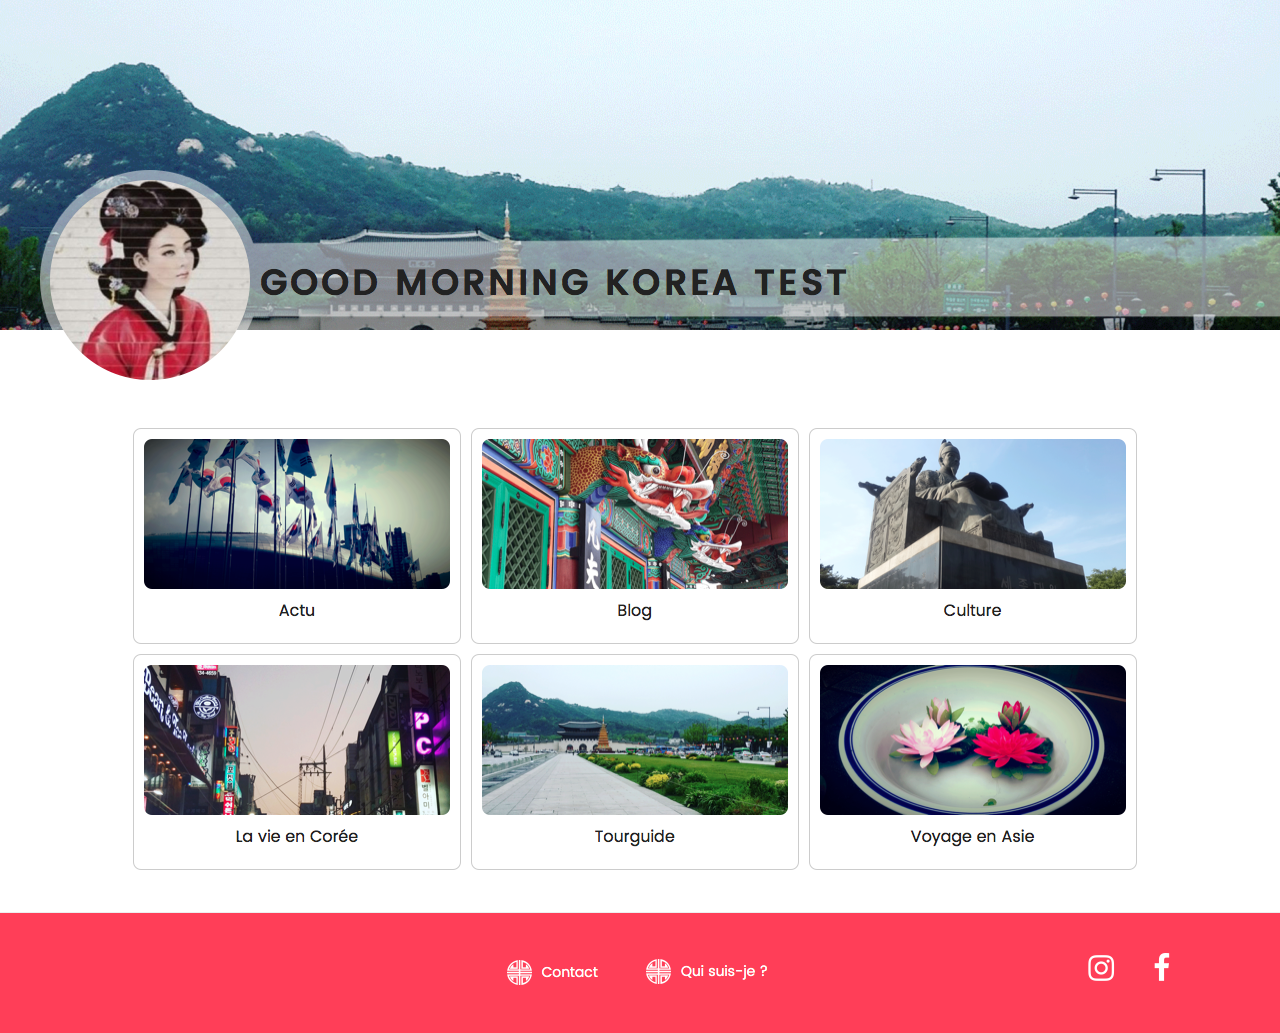 GOOD MORNING KOREA TEST
Actu
Blog
Culture
La vie en Corée
Tourguide
Voyage en Asie
Contact
Qui suis-je ?